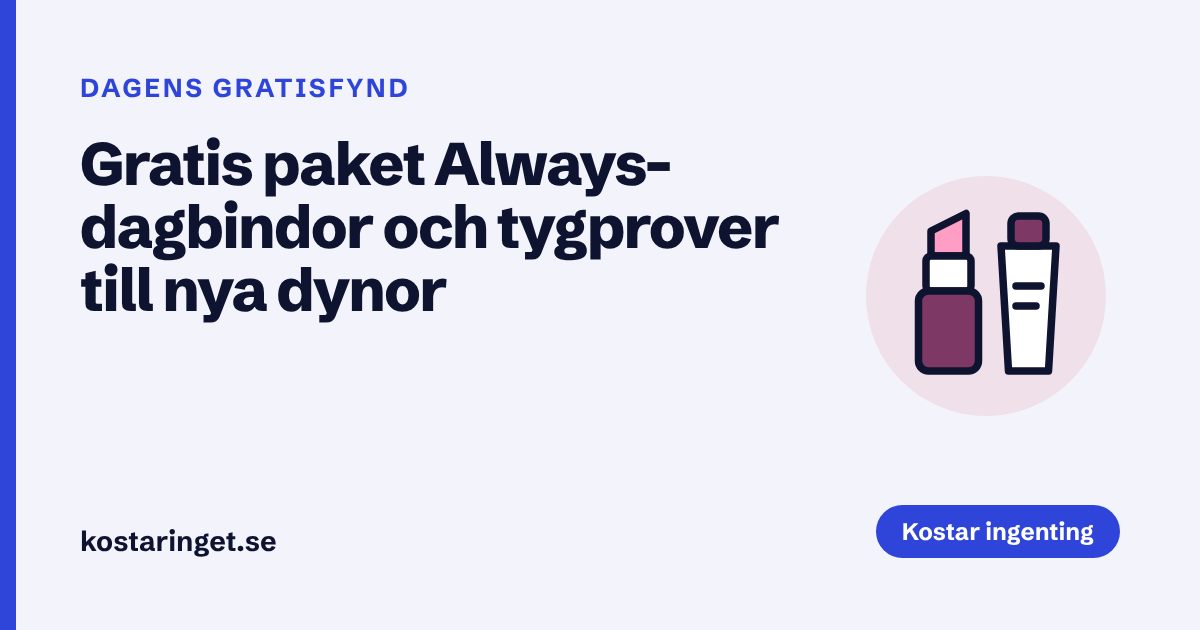 DAGENS GRATISFYND
Gratis paket Always-
dagbindor och tygprover
till nya dynor
kostaringet.se
Kostar ingenting